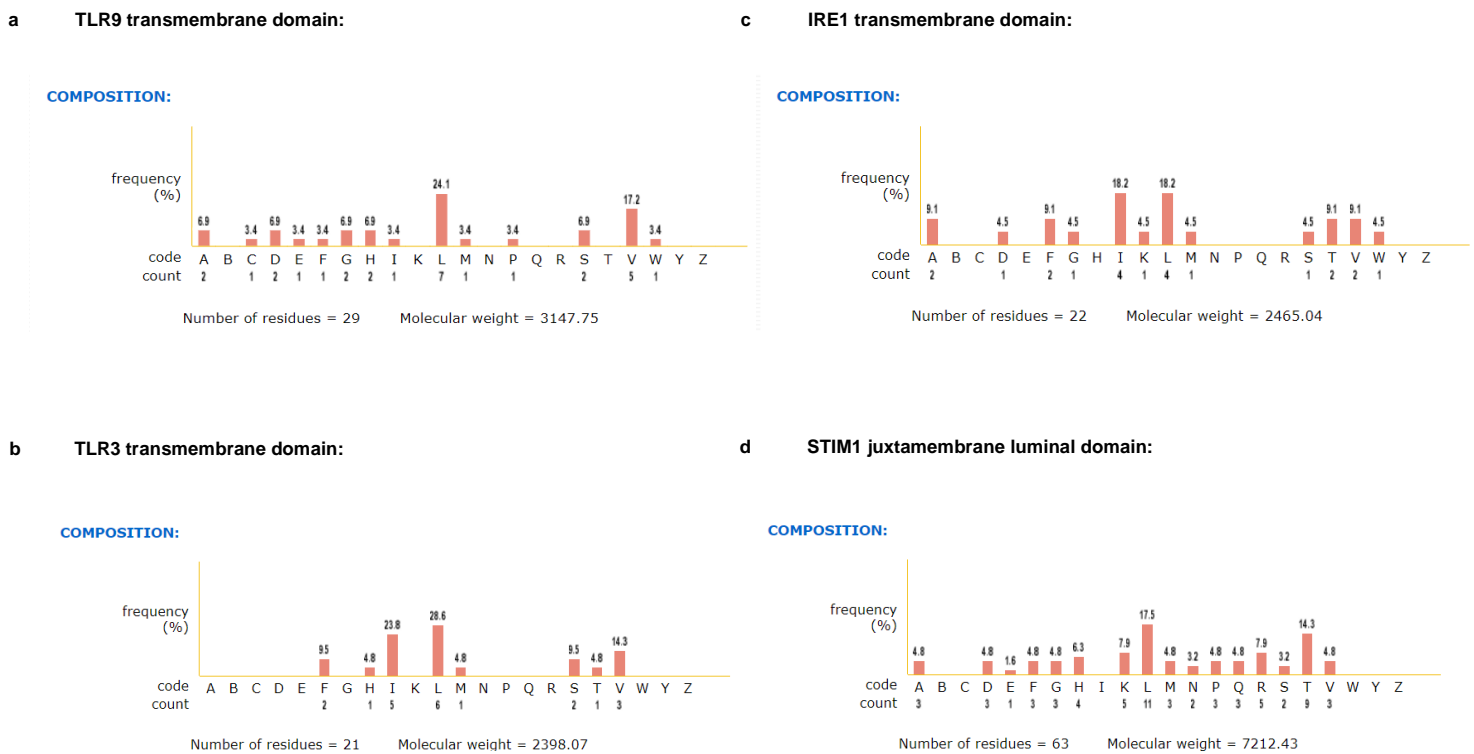 a TLR9 transmembrane domain:
COMPOSITION:
24.1
17.2
6.9 3.4 6.9 3.4 3.4 6.9 6.9 3.4 3.4 3.4 6.9 3.4
frequency
(%)
code A B C D E F G H I K L M N P Q R S T V W Y Z
count 2 1 2 1 1 2 2 1 7 1 1 2 5 1
Number of residues = 29 Molecular weight = 3147.75
b TLR3 transmembrane domain:
COMPOSITION:
28.6
23.8
14.3
9.5 4.8 4.8 9.5 4.8
frequency
(%)
code A B C D E F G H I K L M N P Q R S T V W Y Z
count 2 1 5 6 1 2 1 3
Number of residues = 21 Molecular weight = 2398.07
c IRE1 transmembrane domain:
COMPOSITION:
18.2 18.2
9.1 4.5 9.1 4.5 4.5 4.5 4.5 9.1 9.1 4.5
frequency
(%)
code A B C D E F G H I K L M N P Q R S T V W Y Z
count 2 1 2 1 4 1 4 1 1 2 2 1
Number of residues = 22 Molecular weight = 2465.04
d STIM1 juxtamembrane luminal domain:
COMPOSITION:
17.5
14.3
4.8 4.8 1.6 4.8 4.8 6.3 7.9 4.8 3.2 4.8 4.8 7.9 3.2 4.8
frequency
(%)
code A B C D E F G H I K L M N P Q R S T V W Y Z
count 3 3 1 3 3 4 5 11 3 2 3 3 5 2 9 3
Number of residues = 63 Molecular weight = 7212.43